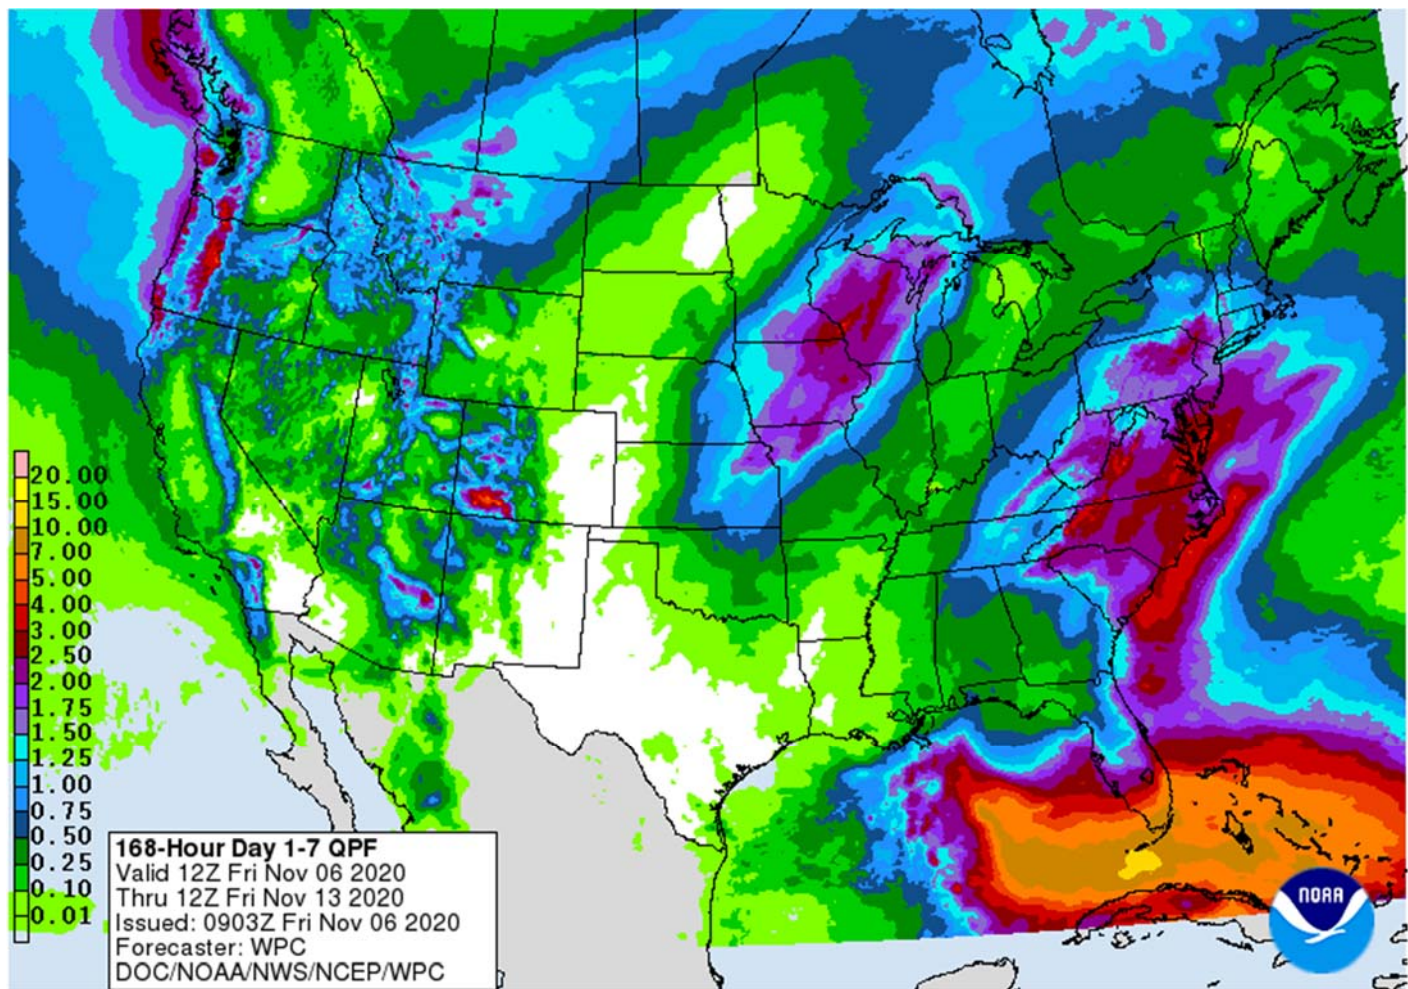 20.00
15.00
10.00
7.00
5.00
4.00
3.00
2.50
2.00
1.75
1.50
1.25
1.00
0.75
0.50
0.25
0.10
0.01
168-Hour Day 1-7 QPF
Valid 12Z Fri Nov 06 2020
Thru 12Z Fri Nov 13 2020
Issued: 0903Z Fri Nov 06 2020
Forecaster: WPC
DOC/NOAA/NWS/NCEP/WPC
NOAA